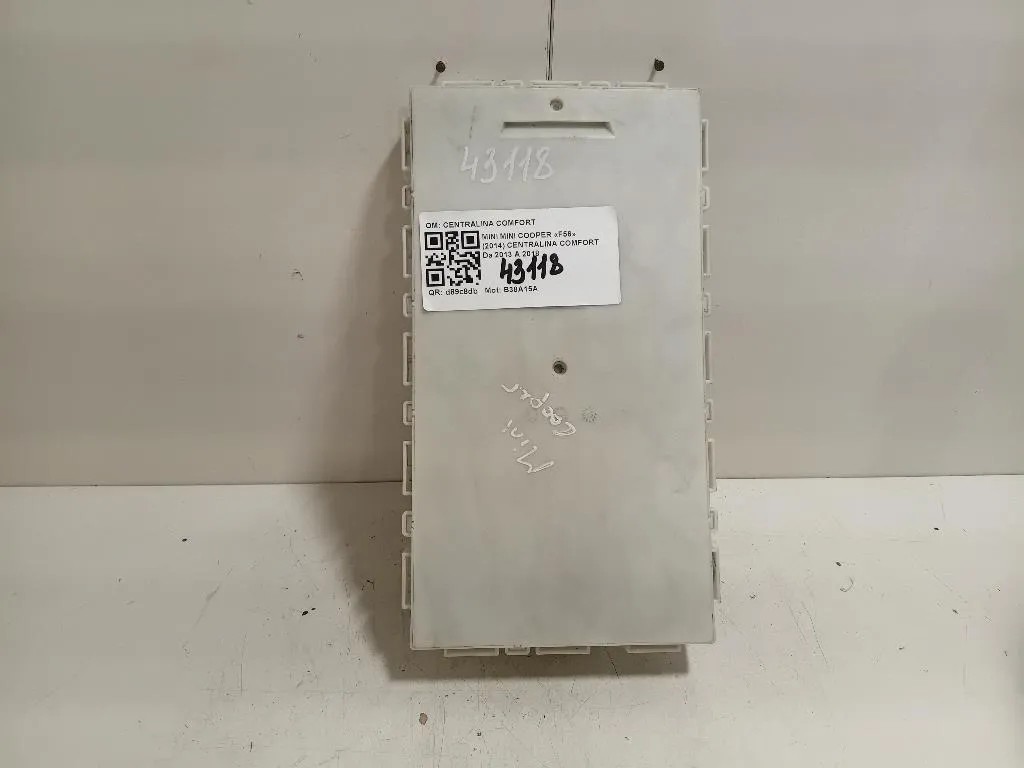 43118
OM: CENTRALINA COMFORT
MINI MINI COOPER «F56»
(2014) CENTRALINA COMFORT
Da 2013 A 2018
43118
QR: d89c8db Mot: B38A15A
Mini
Cooper